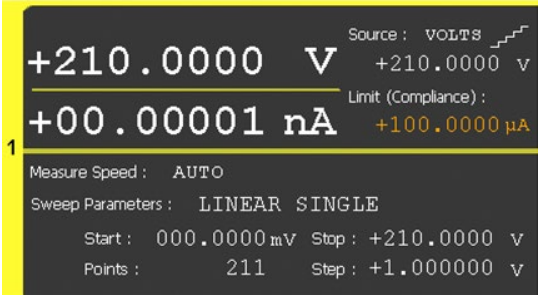 Source : VOLTS
+210.0000 V +210.0000 V
Limit (Compliance) :
+00.00001 nA +100.0000 µA
1
Measure Speed : AUTO
Sweep Parameters : LINEAR SINGLE
Start : 000.0000 mV Stop : +210.0000 V
Points : 211 Step : +1.000000 V